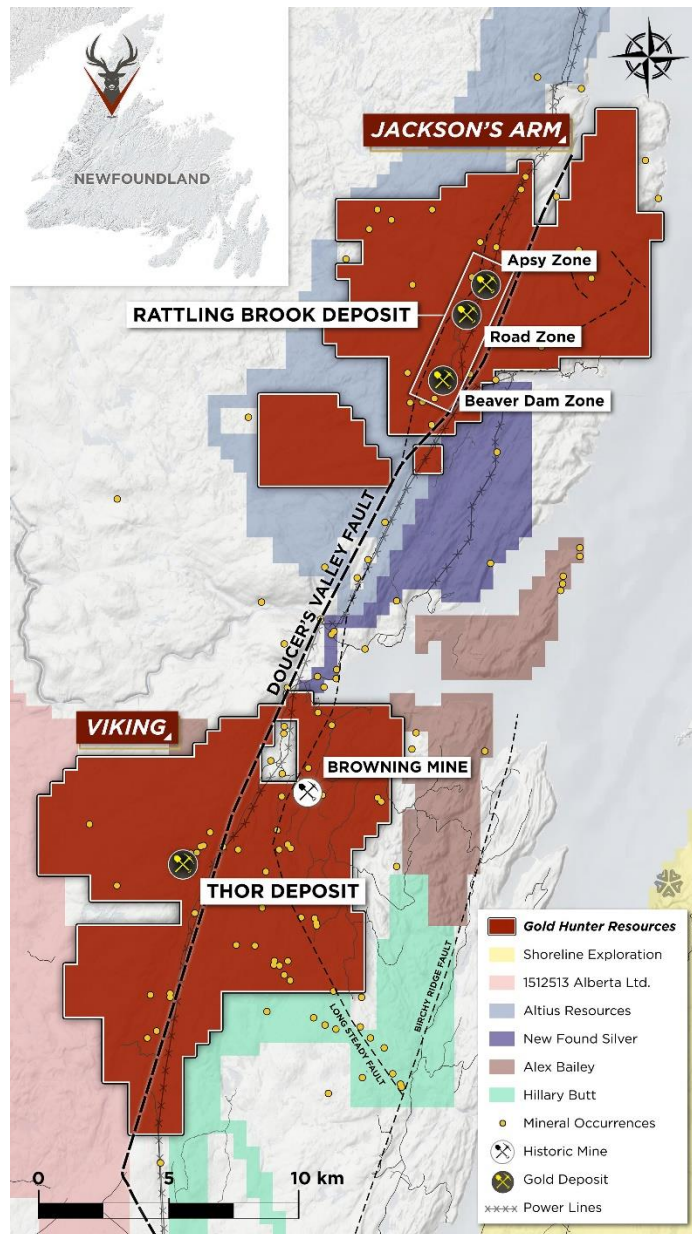 NEWFOUNDLAND
JACKSON'S ARM
Apsy Zone
RATTLING BROOK DEPOSIT
Road Zone
Beaver Dam Zone
DOUCER'S VALLEY FAULT
VIKING
BROWNING MINE
THOR DEPOSIT
BIRCHY RIDGE FAULT
LONG STEADY FAULT
Gold Hunter Resources
Shoreline Exploration
1512513 Alberta Ltd.
Altius Resources
New Found Silver
Alex Bailey
Hillary Butt
Mineral Occurrences
Historic Mine
Gold Deposit
Power Lines
0 5 10 km